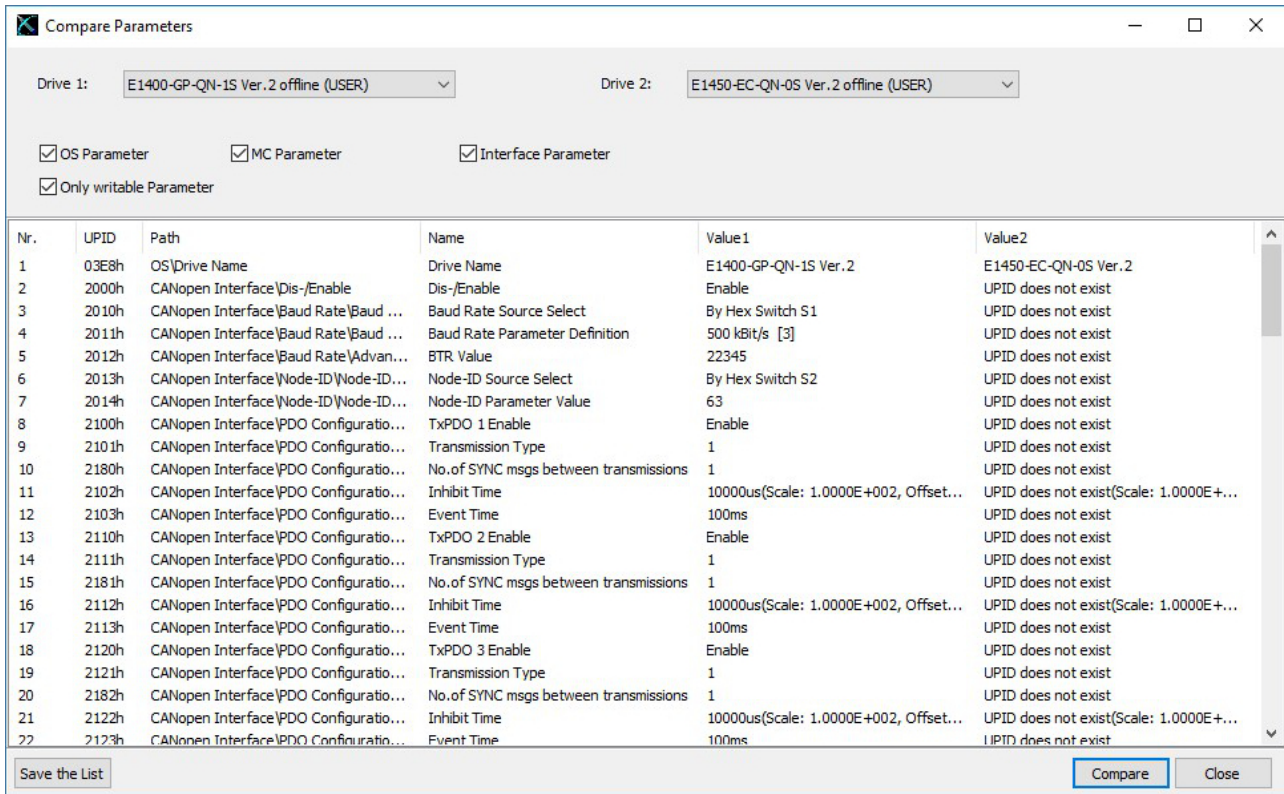 Compare Parameters
Drive 1: E1400-GP-QN-1S Ver.2 offline (USER) Drive 2: E1450-EC-QN-0S Ver.2 offline (USER)
OS Parameter MC Parameter Interface Parameter
Only writable Parameter
Nr. UPID Path Name Value1 Value2
1 03E8h OS\Drive Name Drive Name E1400-GP-QN-1S Ver.2 E1450-EC-QN-0S Ver.2
2 2000h CANopen Interface\Dis-/Enable Dis-/Enable Enable UPID does not exist
3 2010h CANopen Interface\Baud Rate\Baud ... Baud Rate Source Select By Hex Switch S1 UPID does not exist
4 2011h CANopen Interface\Baud Rate\Baud ... Baud Rate Parameter Definition 500 kBit/s [3] UPID does not exist
5 2012h CANopen Interface\Baud Rate\Advan... BTR Value 22345 UPID does not exist
6 2013h CANopen Interface\Node-ID\Node-ID... Node-ID Source Select By Hex Switch S2 UPID does not exist
7 2014h CANopen Interface\Node-ID\Node-ID... Node-ID Parameter Value 63 UPID does not exist
8 2100h CANopen Interface\PDO Configuratio... TxPDO 1 Enable Enable UPID does not exist
9 2101h CANopen Interface\PDO Configuratio... Transmission Type 1 UPID does not exist
10 2180h CANopen Interface\PDO Configuratio... No.of SYNC msgs between transmissions 1 UPID does not exist
11 2102h CANopen Interface\PDO Configuratio... Inhibit Time 10000us(Scale: 1.0000E+002, Offset... UPID does not exist(Scale: 1.0000E+...
12 2103h CANopen Interface\PDO Configuratio... Event Time 100ms UPID does not exist
13 2110h CANopen Interface\PDO Configuratio... TxPDO 2 Enable Enable UPID does not exist
14 2111h CANopen Interface\PDO Configuratio... Transmission Type 1 UPID does not exist
15 2181h CANopen Interface\PDO Configuratio... No.of SYNC msgs between transmissions 1 UPID does not exist
16 2112h CANopen Interface\PDO Configuratio... Inhibit Time 10000us(Scale: 1.0000E+002, Offset... UPID does not exist(Scale: 1.0000E+...
17 2113h CANopen Interface\PDO Configuratio... Event Time 100ms UPID does not exist
18 2120h CANopen Interface\PDO Configuratio... TxPDO 3 Enable Enable UPID does not exist
19 2121h CANopen Interface\PDO Configuratio... Transmission Type 1 UPID does not exist
20 2182h CANopen Interface\PDO Configuratio... No.of SYNC msgs between transmissions 1 UPID does not exist
21 2122h CANopen Interface\PDO Configuratio... Inhibit Time 10000us(Scale: 1.0000E+002, Offset... UPID does not exist(Scale: 1.0000E+...
22 2123h CANopen Interface\PDO Configuratio... Event Time 100ms UPID does not exist
Save the List Compare Close